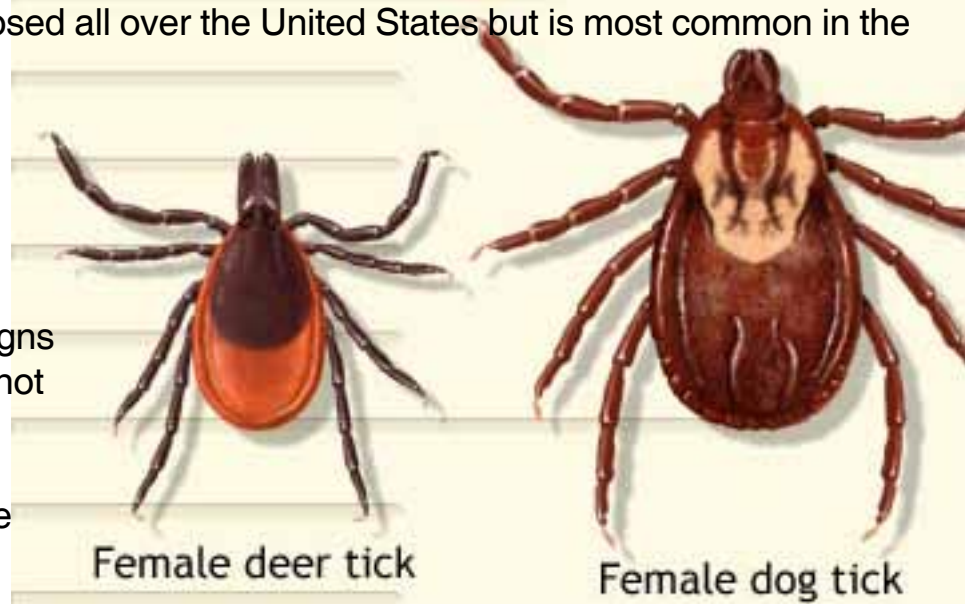 osed all over the United States but is most common in the
gns
not
e
Female deer tick
Female dog tick